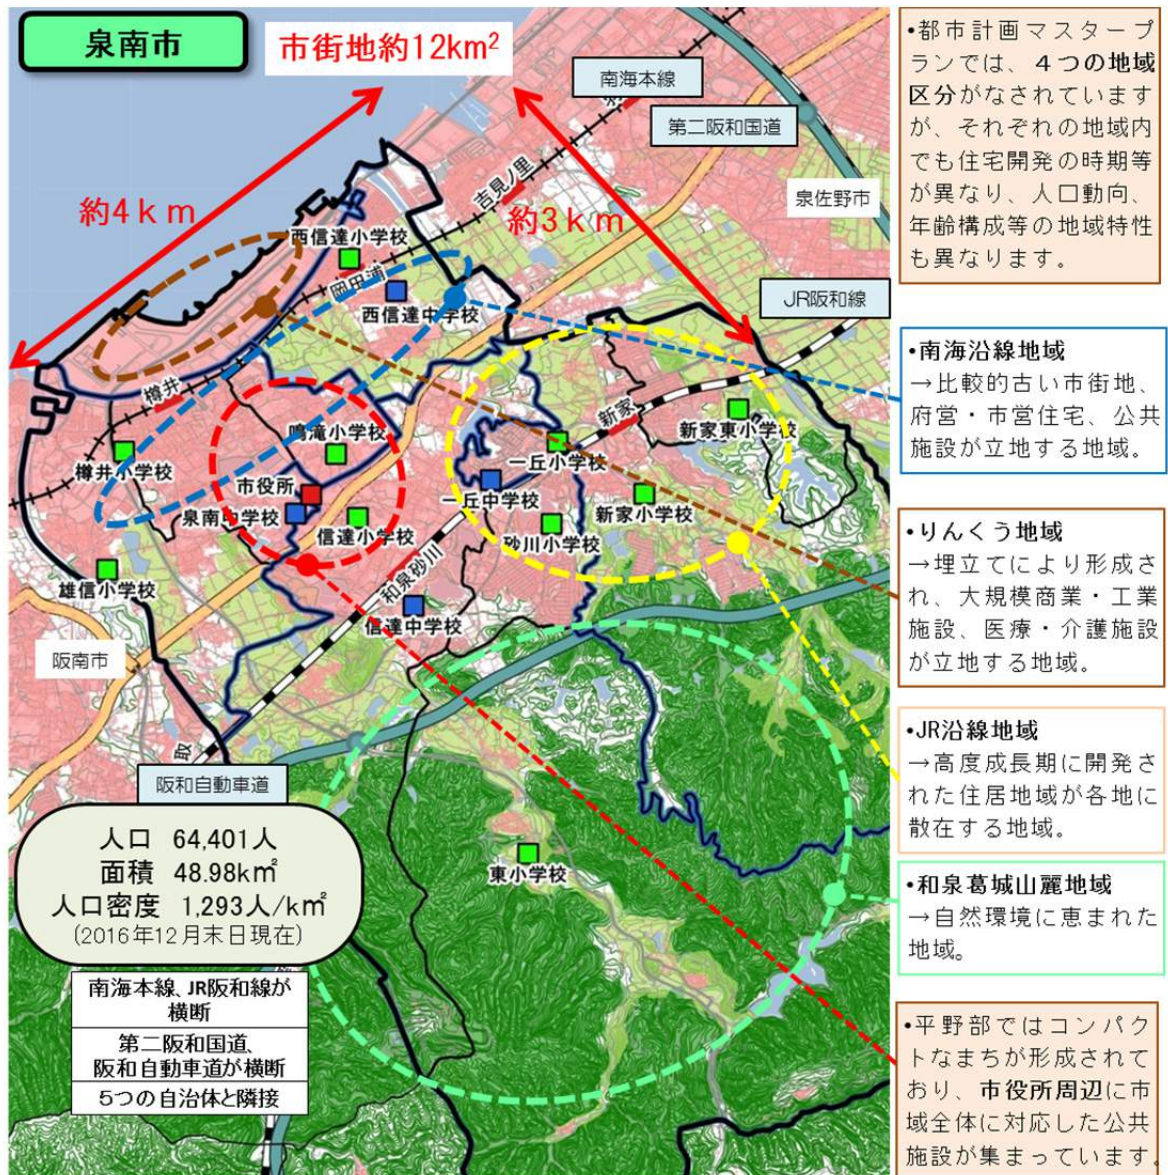 泉南市
市街地約12km²
南海本線
第二阪和国道
泉佐野市
約4km
約3km
吉見ノ里
西信達小学校
岡田浦
西信達中学校
JR阪和線
樽井
鳴滝小学校
新家
新家東小学校
樽井小学校
市役所
一丘小学校
泉南中学校
一丘中学校
新家小学校
信達小学校
砂川小学校
雄信小学校
和泉砂川
信達中学校
阪南市
取
阪和自動車道
人口 64,401人
面積 48.98k㎡
人口密度 1,293人/k㎡
(2016年12月末日現在)
東小学校
南海本線、JR阪和線が
横断
第二阪和国道、
阪和自動車道が横断
5つの自治体と隣接
•都市計画マスタープ
ランでは、4つの地域
区分がなされています
が、それぞれの地域内
でも住宅開発の時期等
が異なり、人口動向、
年齢構成等の地域特性
も異なります。
•南海沿線地域
→比較的古い市街地、
府営・市営住宅、公共
施設が立地する地域。
•りんくう地域
→埋立てにより形成さ
れ、大規模商業・工業
施設、医療・介護施設
が立地する地域。
•JR沿線地域
→高度成長期に開発さ
れた住居地域が各地に
散在する地域。
•和泉葛城山麗地域
→自然環境に恵まれた
地域。
•平野部ではコンパク
トなまちが形成されて
おり、市役所周辺に市
域全体に対応した公共
施設が集まっています。